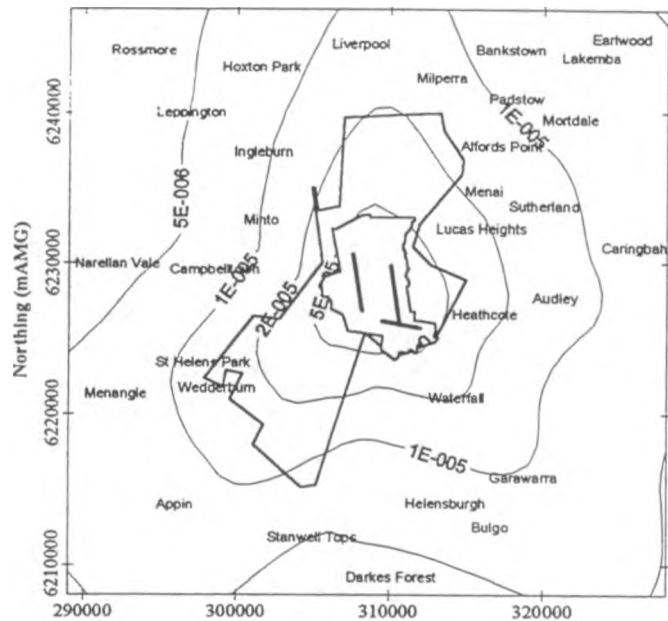 Rossmore
Liverpool
Earlwood
Bankstown
Lakemba
Hoxton Park
Milperra
Leppington
Padstow
Mortdale
1E-005
Ingleburn
Alfords Point
5E-006
Menai
Sutherland
Minto
Lucas Heights
Caringbah
Narellan Vale
Campbelltown
1E-005
2E-005
5E-005
Audley
Heathcote
St Helens Park
Wedderburn
Menangle
Waterfall
1E-005
Garawarra
Appin
Helensburgh
Bulgo
Stanwell Tops
Darkes Forest
Northing (mAMG)
6240000
6230000
6220000
6210000
290000 300000 310000 320000